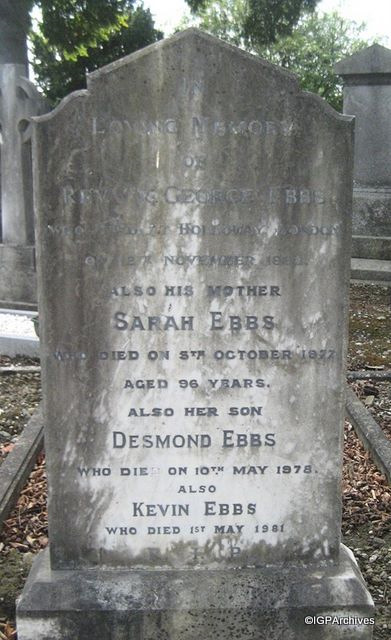 IN
LOVING MEMORY
OF
REV. GEORGE EBBS
WHO DIED AT HOLLOWAY, LONDON
ON 12TH NOVEMBER
ALSO HIS MOTHER
SARAH EBBS
WHO DIED ON 5TH OCTOBER 1977
AGED 96 YEARS.
ALSO HER SON
DESMOND EBBS
WHO DIED ON 10TH MAY 1978.
ALSO
KEVIN EBBS
WHO DIED 1ST MAY 1981
R I P
©IGPArchives